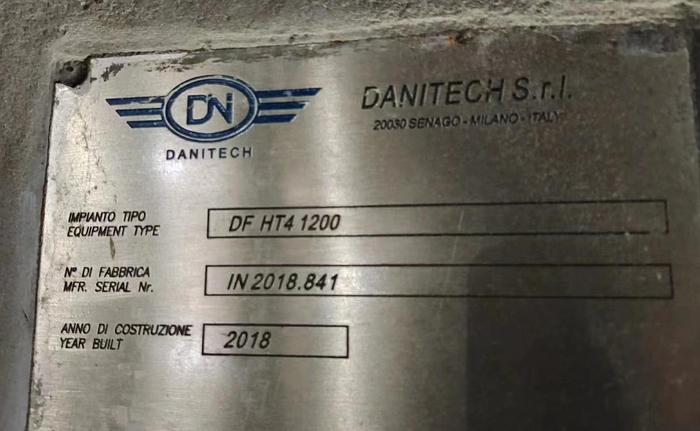 DN
DANITECH
DANITECH S.r.l.
20030 SENAGO - MILANO - ITALY
IMPIANTO TIPO
EQUIPMENT TYPE
DF HT4 1200
N° DI FABBRICA
MFR. SERIAL Nr.
IN 2018.841
ANNO DI COSTRUZIONE
YEAR BUILT
2018